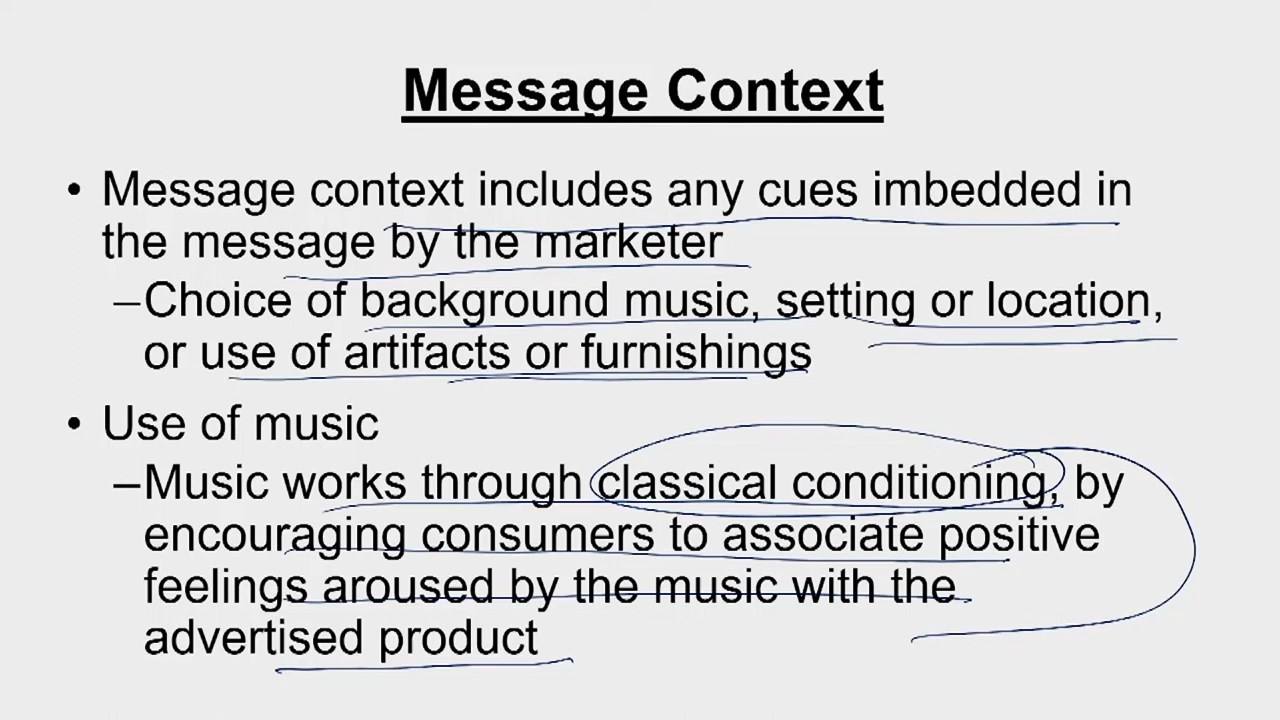 Message Context
• Message context includes any cues imbedded in
the message by the marketer
–Choice of background music, setting or location,
or use of artifacts or furnishings
• Use of music
–Music works through classical conditioning, by
encouraging consumers to associate positive
feelings aroused by the music with the
advertised product